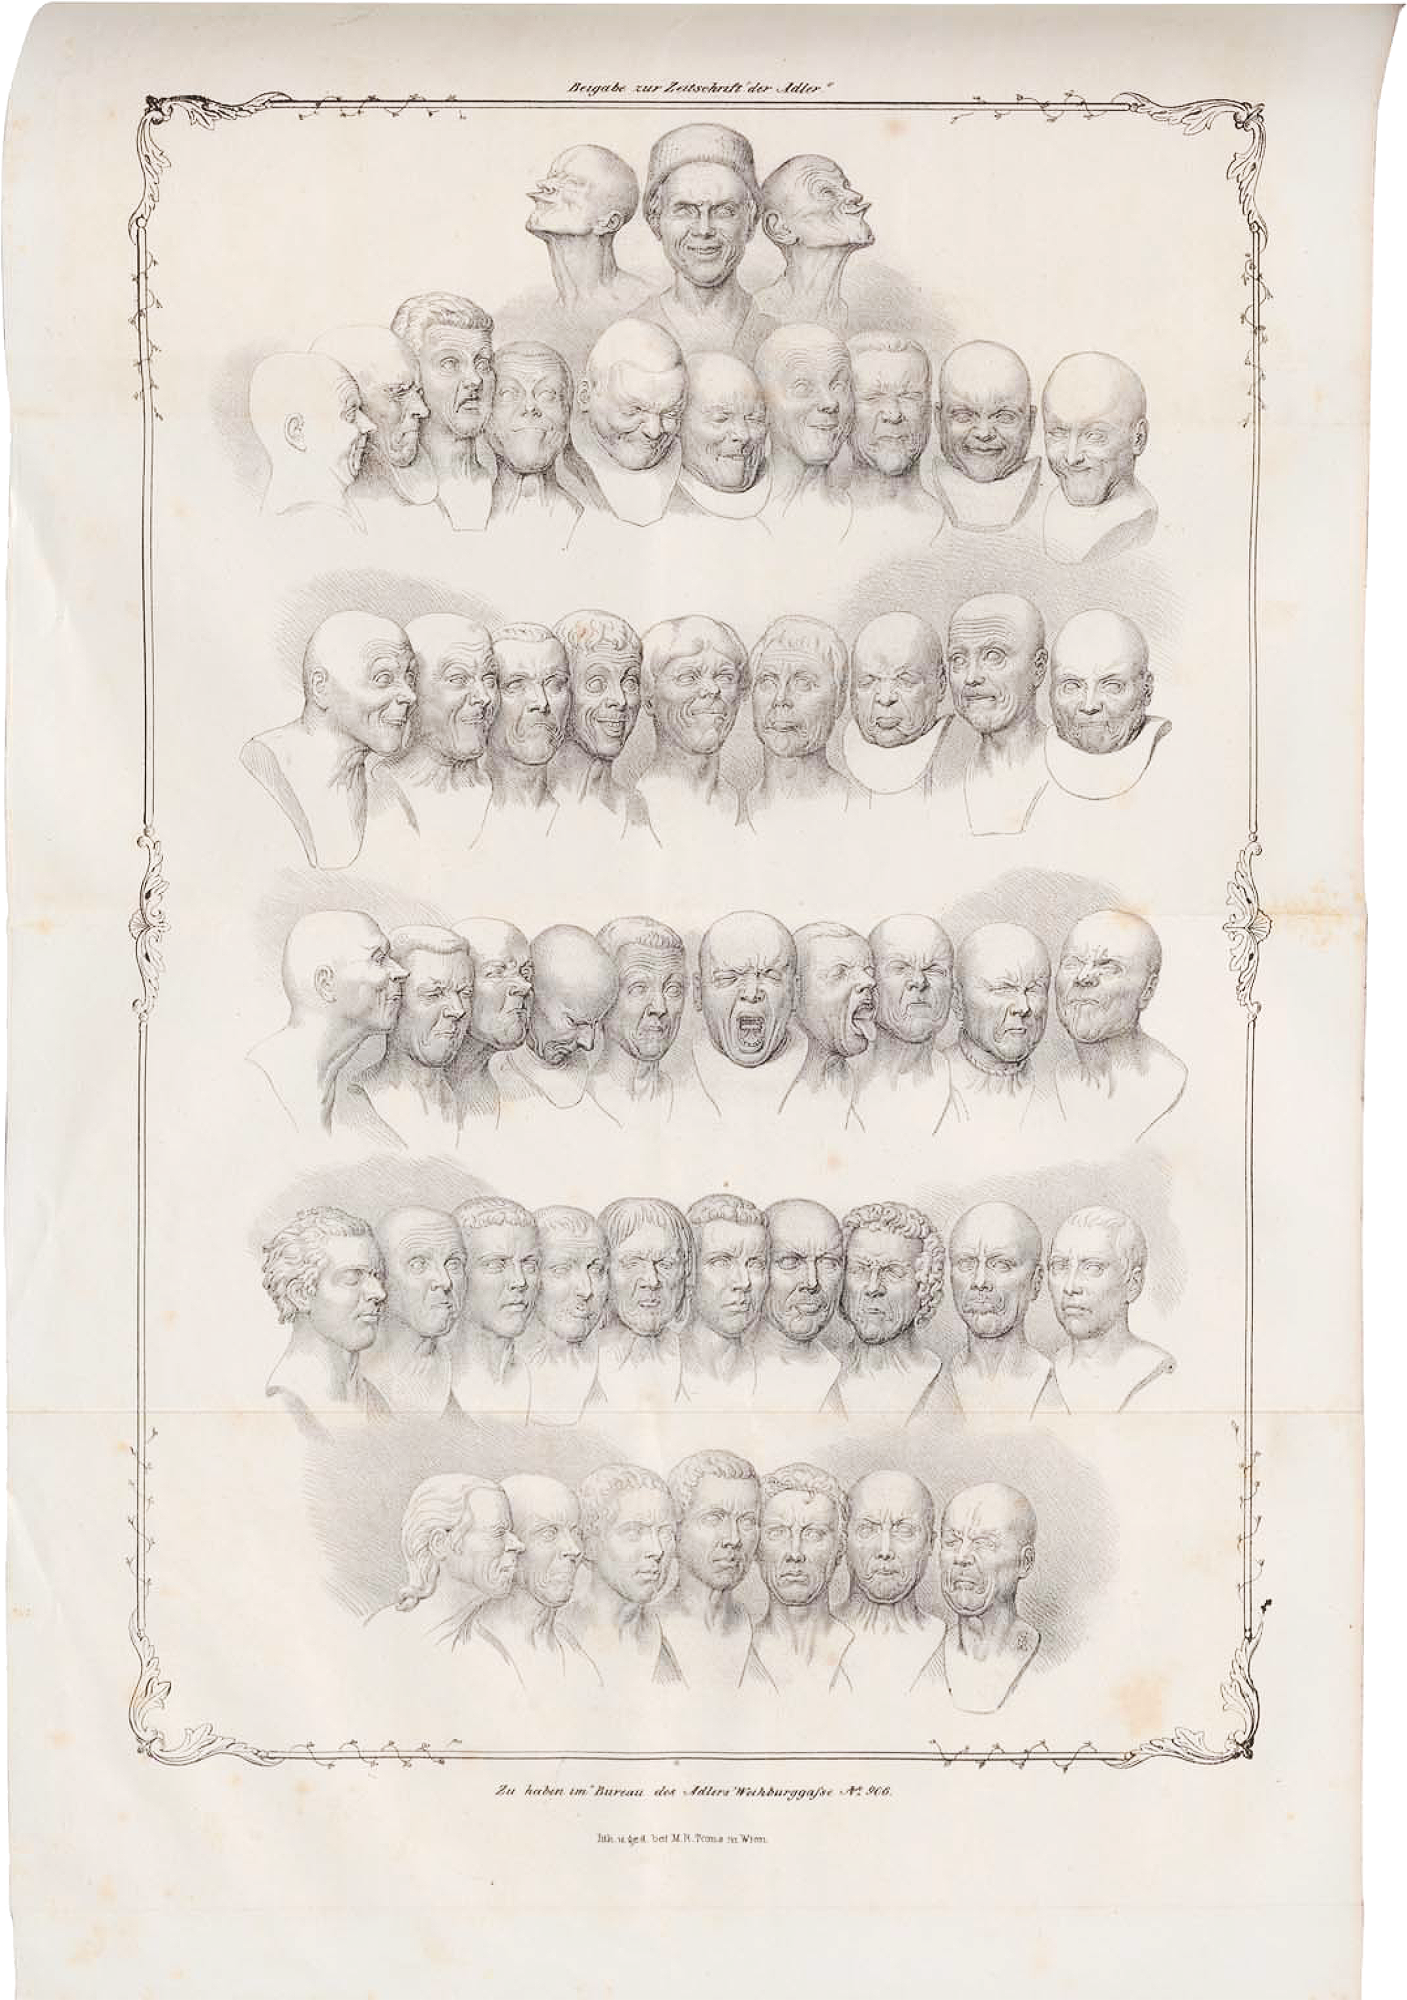 Beigabe zur Zeitschrift "der Adler"
Zu haben im "Bureau des Adlers" Weihburggaſse Nº 906.
Lith. u. ged. bei M. R. Toma in Wien.